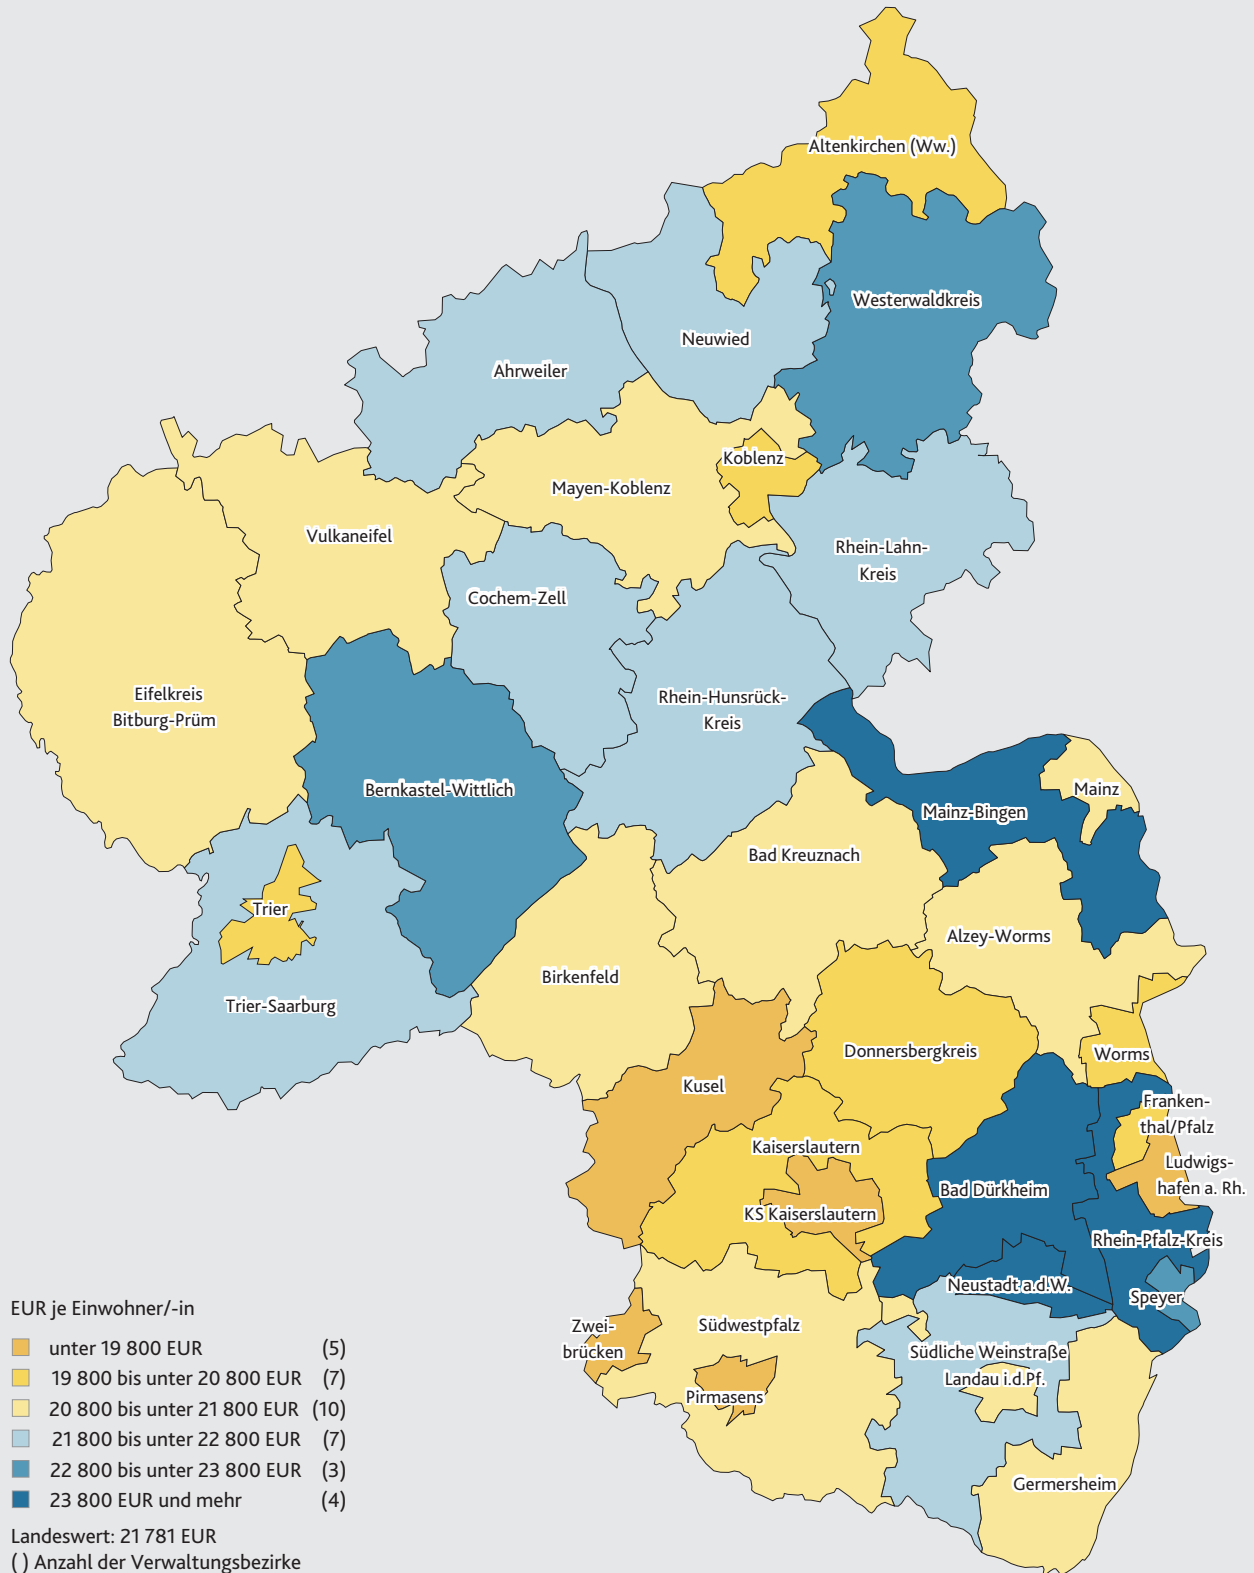 Altenkirchen (Ww.)
Westerwaldkreis
Neuwied
Ahrweiler
Koblenz
Mayen-Koblenz
Vulkaneifel
Rhein-Lahn-
Kreis
Cochem-Zell
Eifelkreis
Bitburg-Prüm
Rhein-Hunsrück-
Kreis
Bernkastel-Wittlich
Mainz
Mainz-Bingen
Bad Kreuznach
Trier
Alzey-Worms
Birkenfeld
Trier-Saarburg
Donnersbergkreis
Worms
Kusel
Franken-
thal/Pfalz
Kaiserslautern
Ludwigs-
hafen a. Rh.
Bad Dürkheim
KS Kaiserslautern
Rhein-Pfalz-Kreis
Neustadt a.d.W.
Speyer
Zwei-
brücken
Südwestpfalz
Südliche Weinstraße
Landau i.d.Pf.
Pirmasens
Germersheim
EUR je Einwohner/-in
unter 19 800 EUR (5)
19 800 bis unter 20 800 EUR (7)
20 800 bis unter 21 800 EUR (10)
21 800 bis unter 22 800 EUR (7)
22 800 bis unter 23 800 EUR (3)
23 800 EUR und mehr (4)
Landeswert: 21 781 EUR
( ) Anzahl der Verwaltungsbezirke